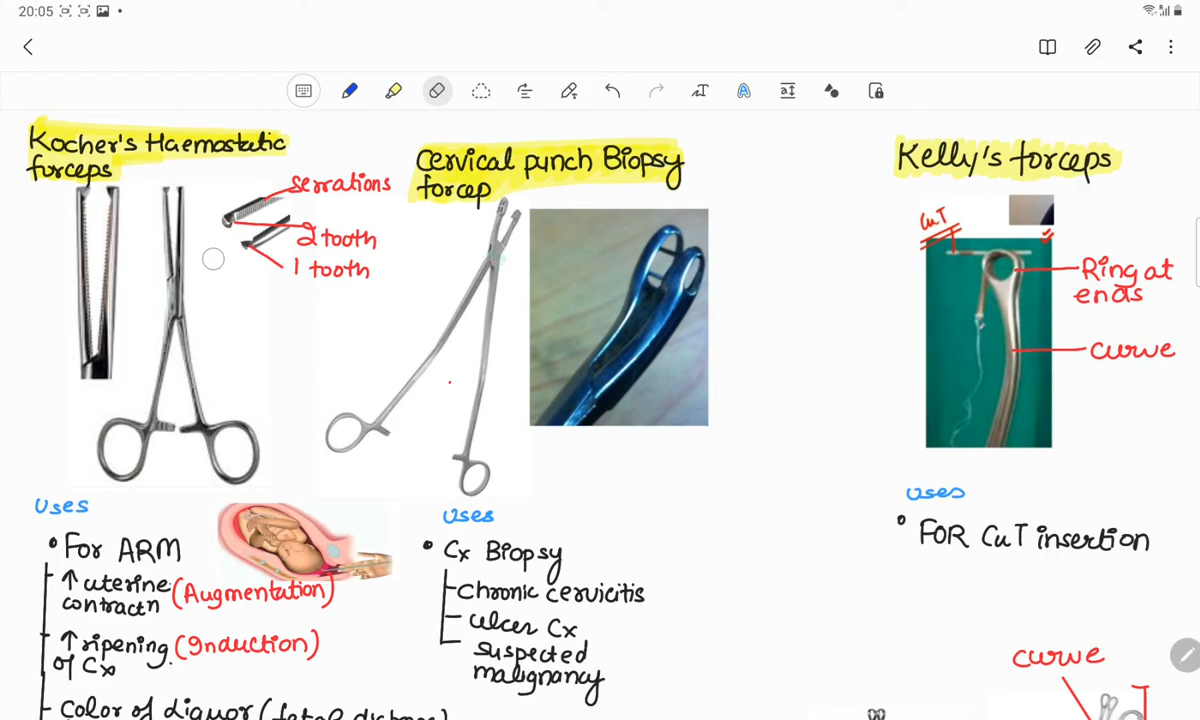 20:05
Kocher's Haemostatic
forceps
serrations
2 tooth
1 tooth
Cervical punch Biopsy
forcep
Kelly's forceps
CuT
Ring at
ends
curve
uses
• For ARM
↑ uterine
contractn
(Augmentation)
↑ ripening
of Cx
(Induction)
color of liquor (fetal distress)
uses
• Cx Biopsy
Chronic cervicitis
ulcer Cx
suspected
malignancy
uses
• FOR CuT insertion
curve